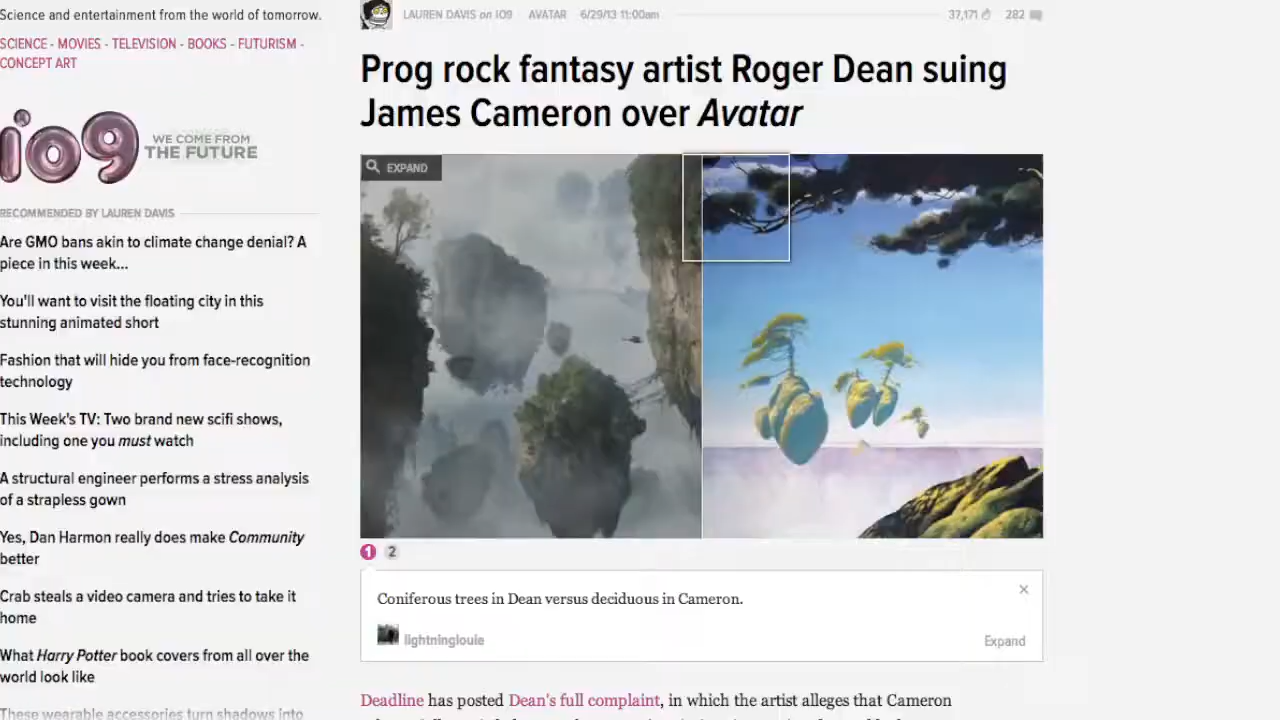 Science and entertainment from the world of tomorrow.
SCIENCE - MOVIES - TELEVISION - BOOKS - FUTURISM -
CONCEPT ART
io9
WE COME FROM
THE FUTURE
RECOMMENDED BY LAUREN DAVIS
Are GMO bans akin to climate change denial? A
piece in this week...
You'll want to visit the floating city in this
stunning animated short
Fashion that will hide you from face-recognition
technology
This Week's TV: Two brand new scifi shows,
including one you must watch
A structural engineer performs a stress analysis
of a strapless gown
Yes, Dan Harmon really does make Community
better
Crab steals a video camera and tries to take it
home
What Harry Potter book covers from all over the
world look like
These wearable accessories turn shadows into
LAUREN DAVIS on IO9 AVATAR 6/29/13 11:00am 37,171 282
Prog rock fantasy artist Roger Dean suing
James Cameron over Avatar
EXPAND
1 2
Coniferous trees in Dean versus deciduous in Cameron.
lightninglouie
Expand
Deadline has posted Dean's full complaint, in which the artist alleges that Cameron